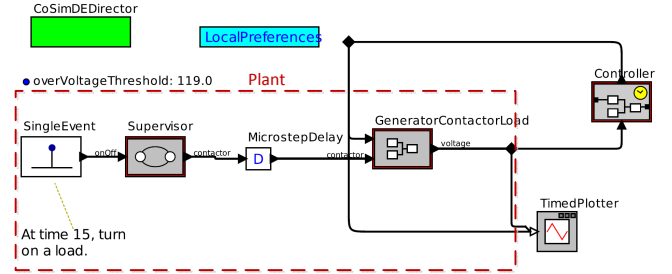 CoSimDEDirector
LocalPreferences
overVoltageThreshold: 119.0
Plant
Controller
SingleEvent
Supervisor
MicrostepDelay
GeneratorContactorLoad
onOff
contactor
D
contactor
voltage
TimedPlotter
At time 15, turn
on a load.